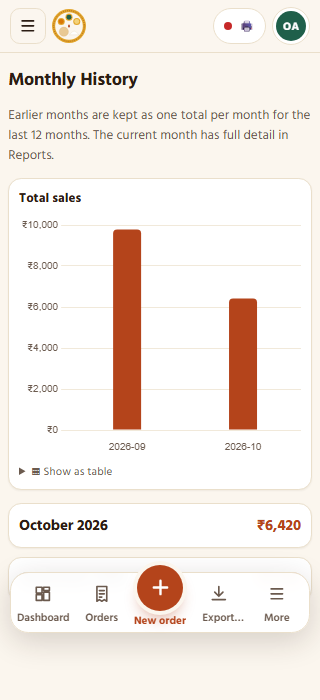 OA
Monthly History
Earlier months are kept as one total per month for the
last 12 months. The current month has full detail in
Reports.
Total sales
₹10,000
₹8,000
₹6,000
₹4,000
₹2,000
₹0
2026-09
2026-10
Show as table
October 2026
₹6,420
Dashboard
Orders
New order
Export…
More